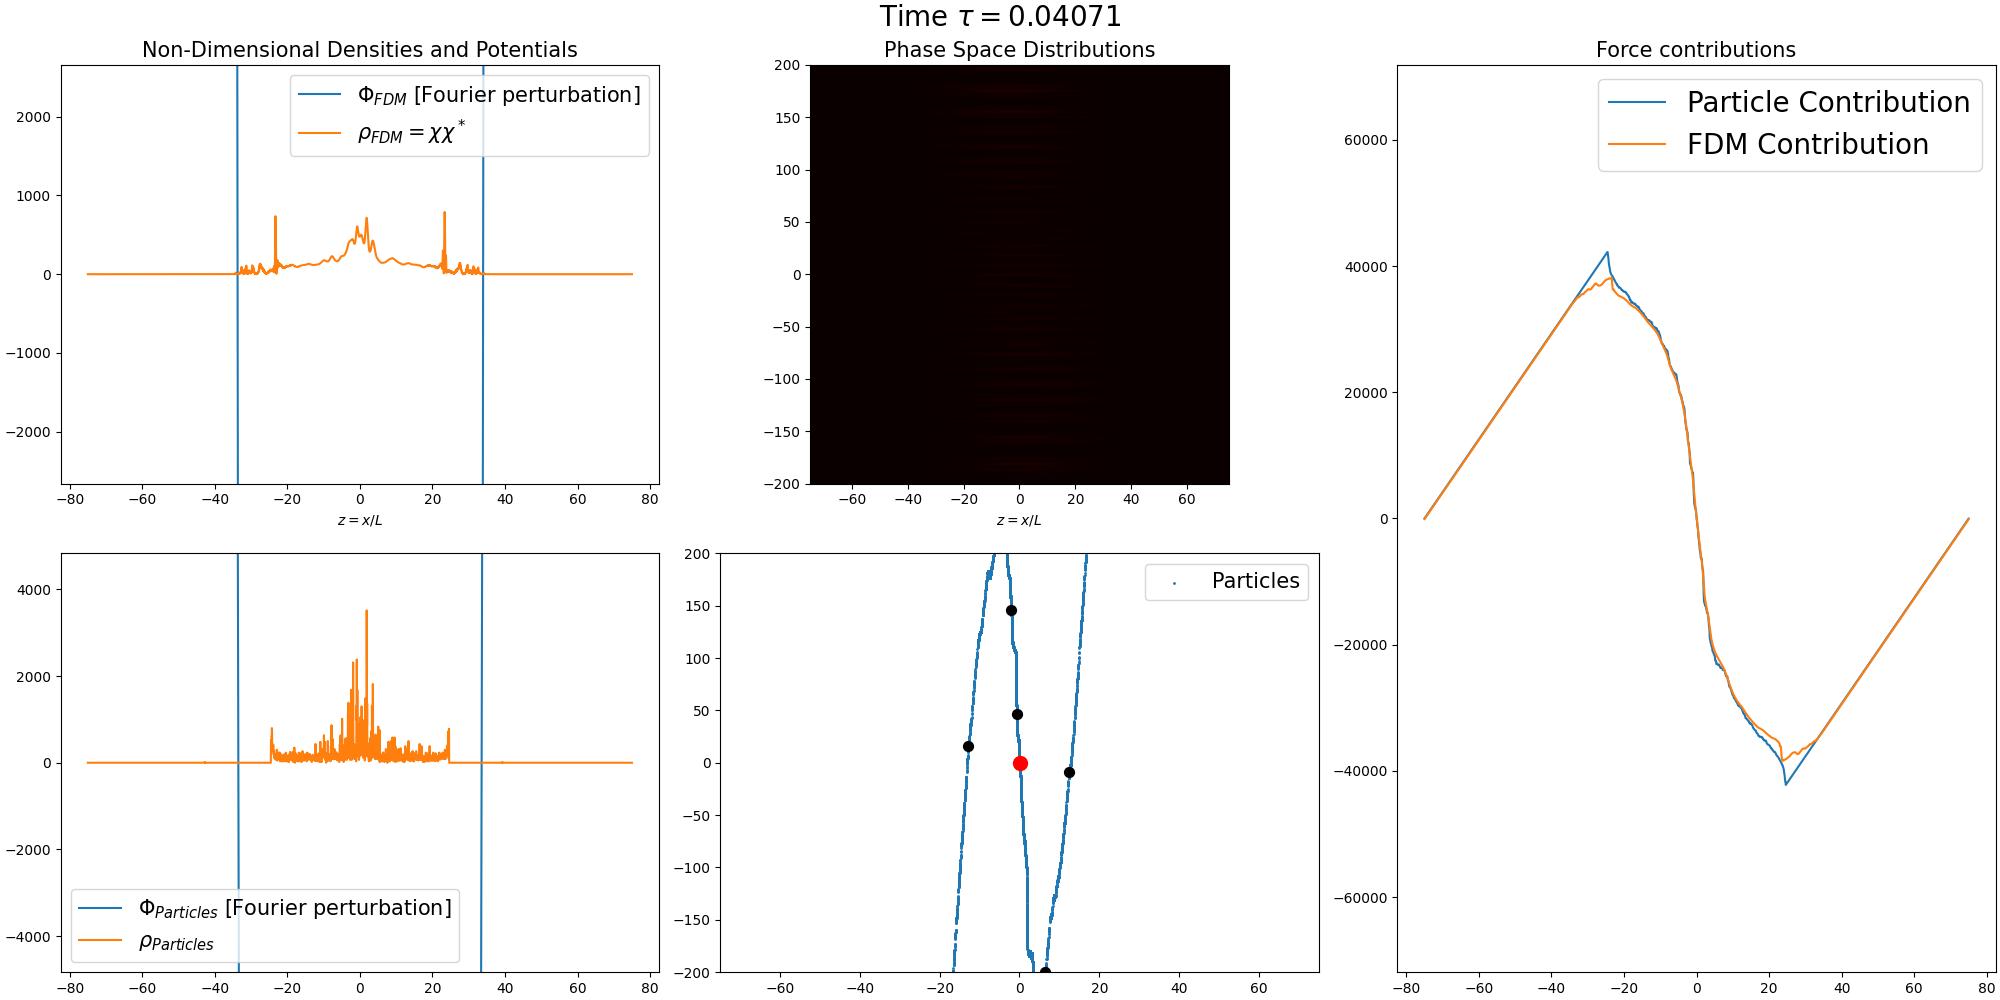 Time τ = 0.04071
Non-Dimensional Densities and Potentials
2000
1000
0
−1000
−2000
Φ_FDM [Fourier perturbation]
ρ_FDM = χχ*
−80 −60 −40 −20 0 20 40 60 80
z = x/L
Phase Space Distributions
200
150
100
50
0
−50
−100
−150
−200
−60 −40 −20 0 20 40 60
z = x/L
Force contributions
Particle Contribution
FDM Contribution
60000
40000
20000
0
−20000
−40000
−60000
−80 −60 −40 −20 0 20 40 60 80
4000
2000
0
−2000
−4000
Φ_Particles [Fourier perturbation]
ρ_Particles
−80 −60 −40 −20 0 20 40 60 80
200
150
100
50
0
−50
−100
−150
−200
Particles
−60 −40 −20 0 20 40 60